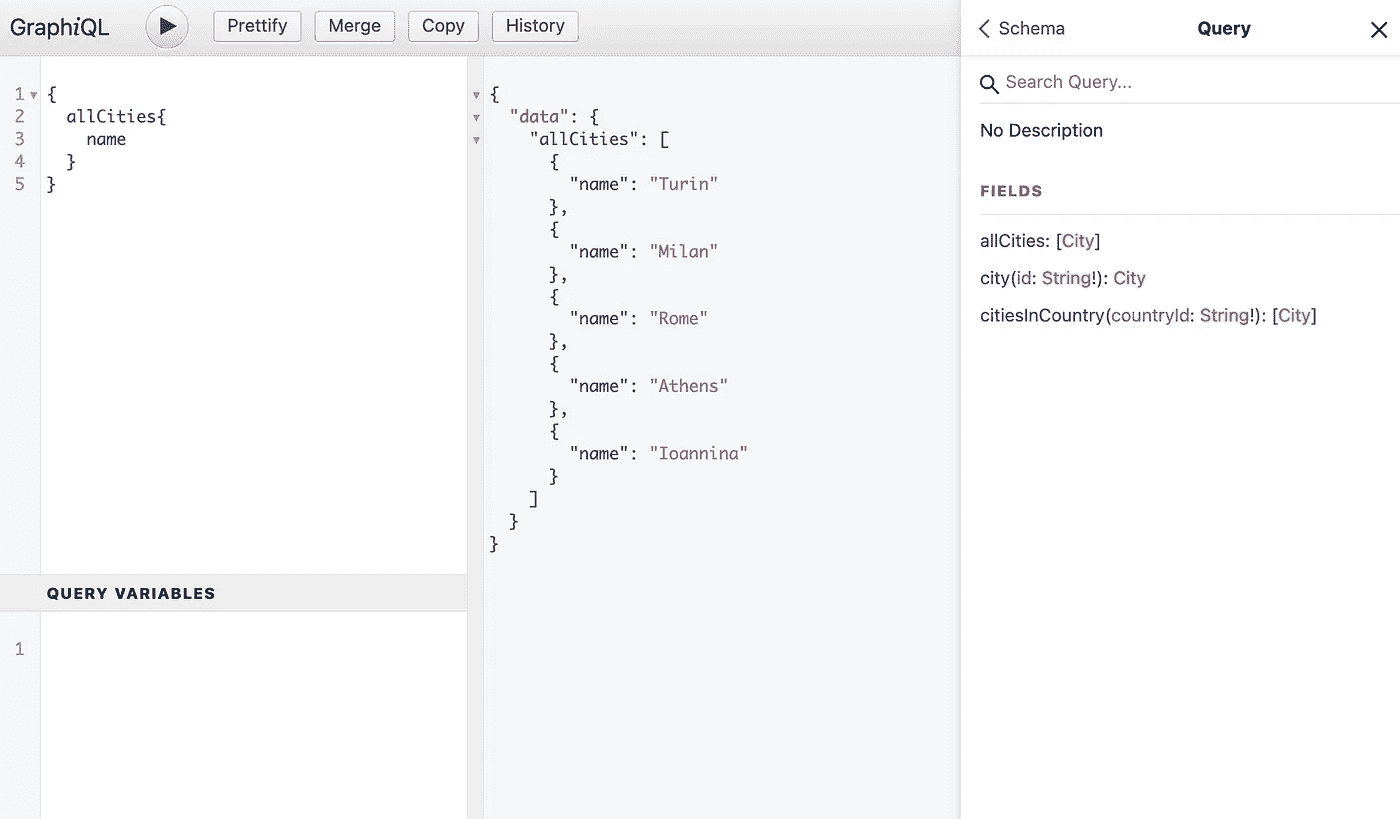 GraphiQL Prettify Merge Copy History
1 {
2 allCities{
3 name
4 }
5 }
QUERY VARIABLES
1
{
"data": {
"allCities": [
{
"name": "Turin"
},
{
"name": "Milan"
},
{
"name": "Rome"
},
{
"name": "Athens"
},
{
"name": "Ioannina"
}
]
}
}
Schema Query
Search Query...
No Description
FIELDS
allCities: [City]
city(id: String!): City
citiesInCountry(countryId: String!): [City]